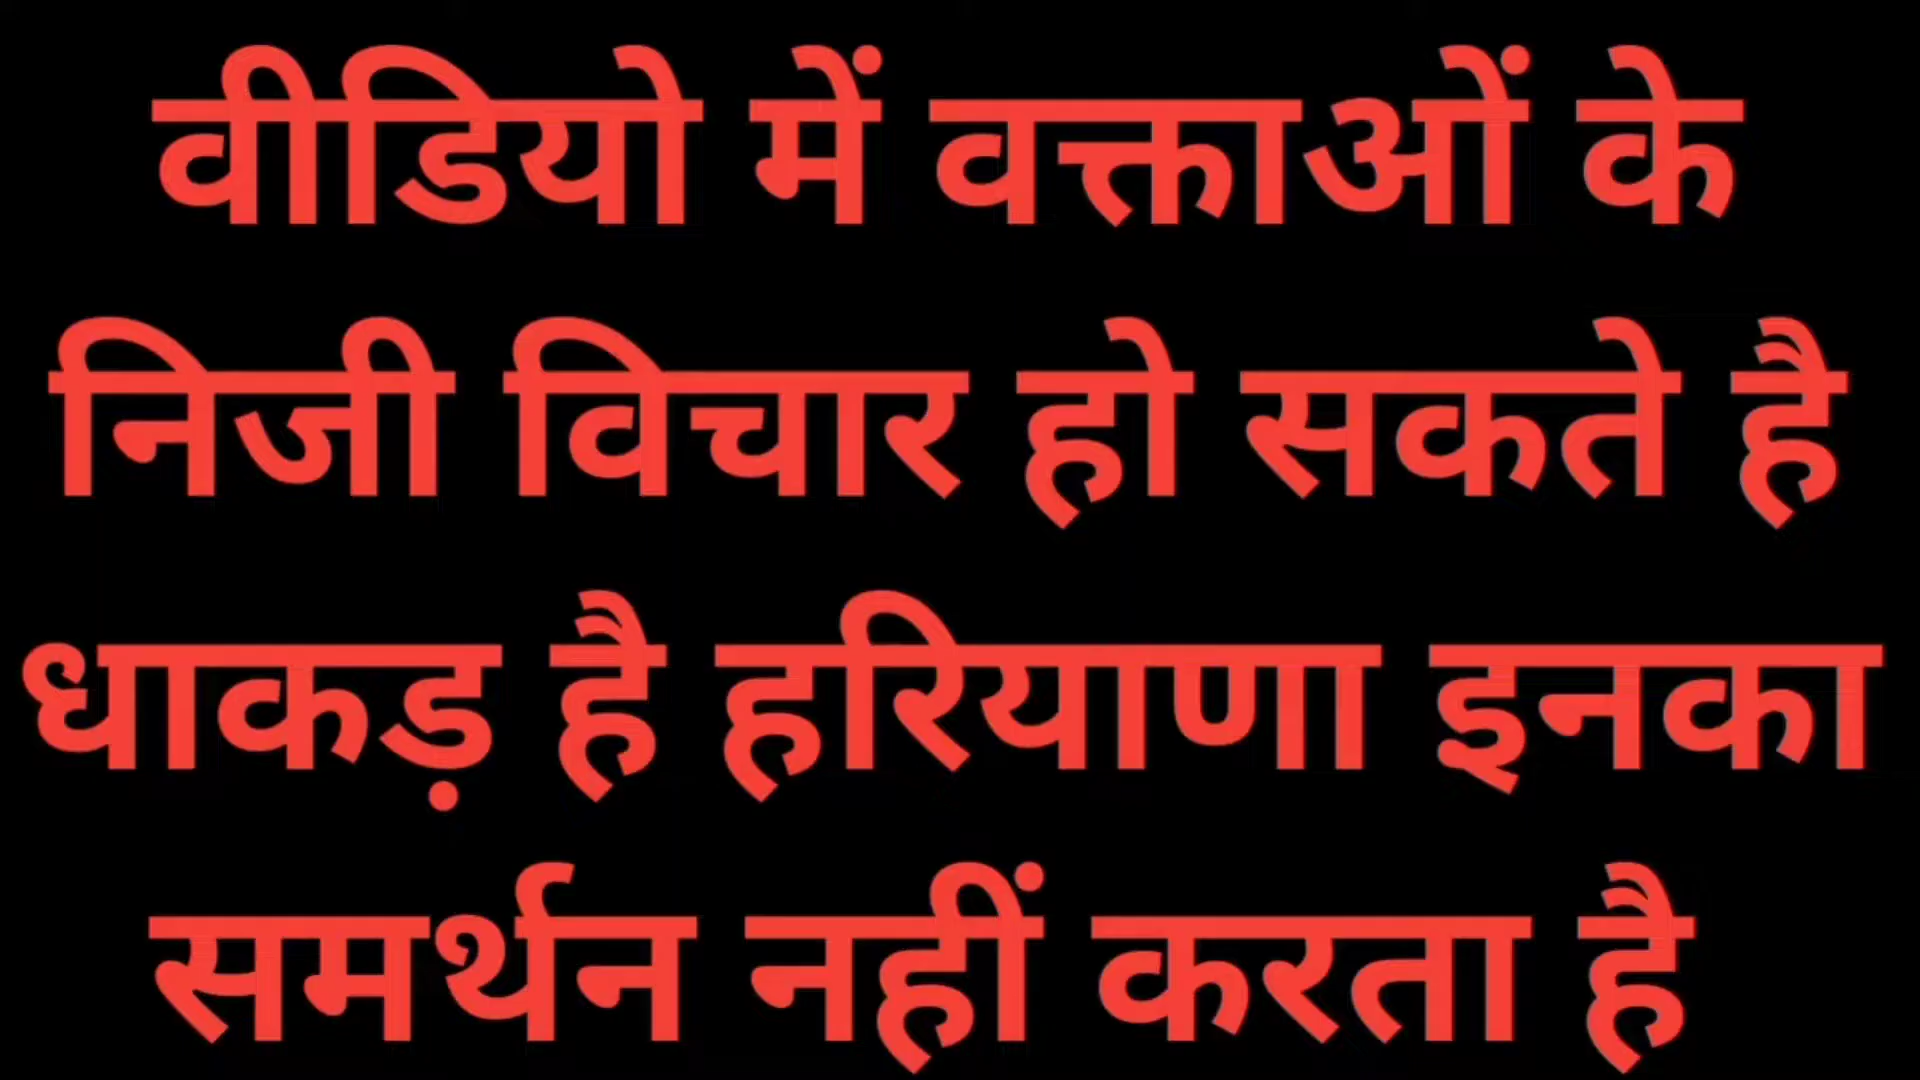 वीडियो में वक्ताओं के
निजी विचार हो सकते है
धाकड़ है हरियाणा इनका
समर्थन नहीं करता है